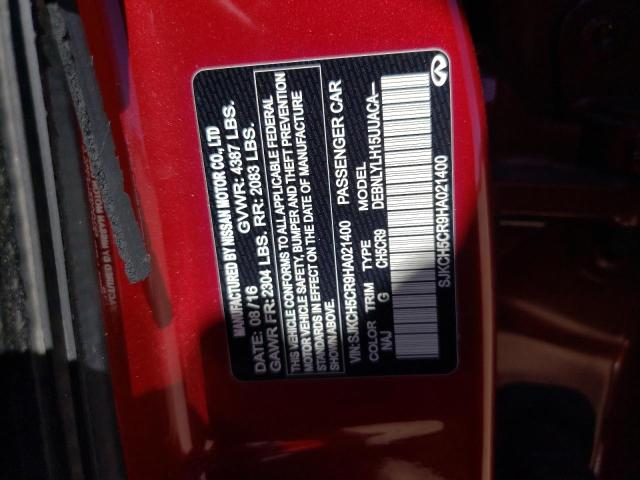 MANUFACTURED BY NISSAN MOTOR CO., LTD
DATE: 08/16 GVWR: 4387 LBS.
GAWR FR: 2304 LBS. RR: 2083 LBS.
THIS VEHICLE CONFORMS TO ALL APPLICABLE FEDERAL
MOTOR VEHICLE SAFETY, BUMPER AND THEFT PREVENTION
STANDARDS IN EFFECT ON THE DATE OF MANUFACTURE
SHOWN ABOVE.
VIN:SJKCH5CR9HA021400 PASSENGER CAR
COLOR TRIM TYPE MODEL
NAJ G CH5CR9 DEBNLYLH15UUACA—
SJKCH5CR9HA021400